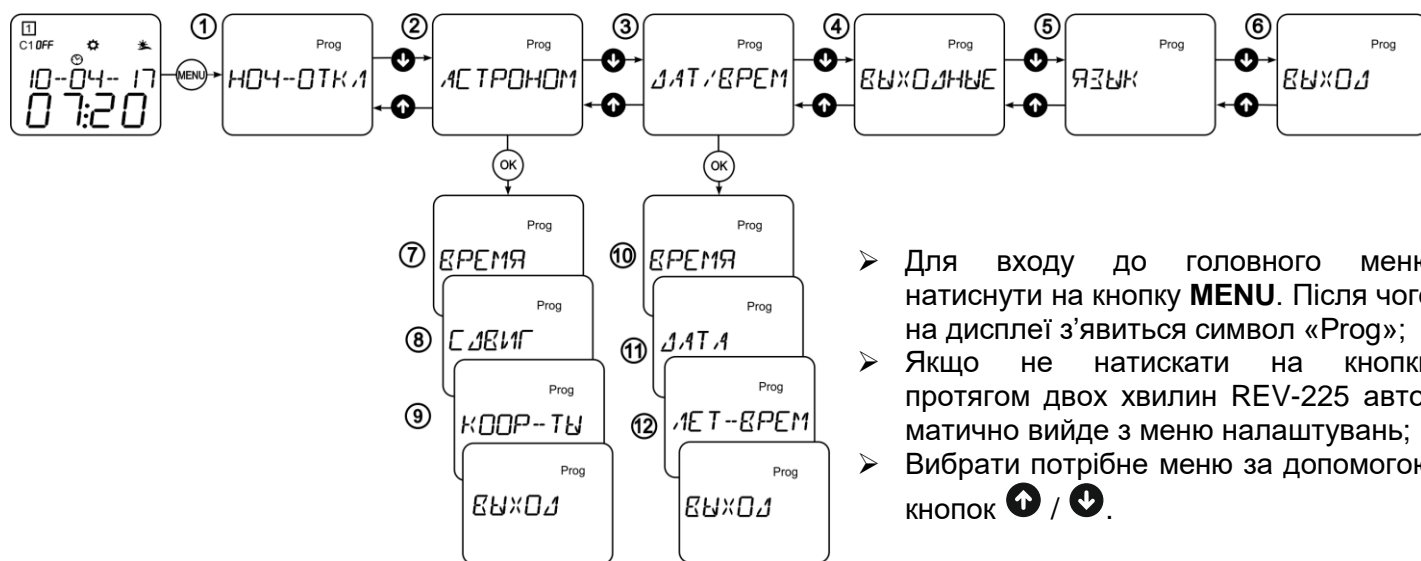 1 2 3 4 5 6
1
C1 OFF
10--04--17
07:20
MENU
Prog
НОЧ-ОТКЛ
Prog
АСТРОНОМ
Prog
ДАТ/ВРЕМ
Prog
ВЫХОДНЫЕ
Prog
ЯЗЫК
Prog
ВЫХОД
OK
OK
7
Prog
ВРЕМЯ
8
Prog
СДВИГ
9
Prog
КООР-ТЫ
Prog
ВЫХОД
10
Prog
ВРЕМЯ
11
Prog
ДАТА
12
Prog
ЛЕТ-ВРЕМ
Prog
ВЫХОД
➢ Для входу до головного меню
натиснути на кнопку MENU. Після чого
на дисплеї з’явиться символ «Prog»;
➢ Якщо не натискати на кнопки
протягом двох хвилин REV-225 авто
матично вийде з меню налаштувань;
➢ Вибрати потрібне меню за допомогою
кнопок ↑ / ↓.